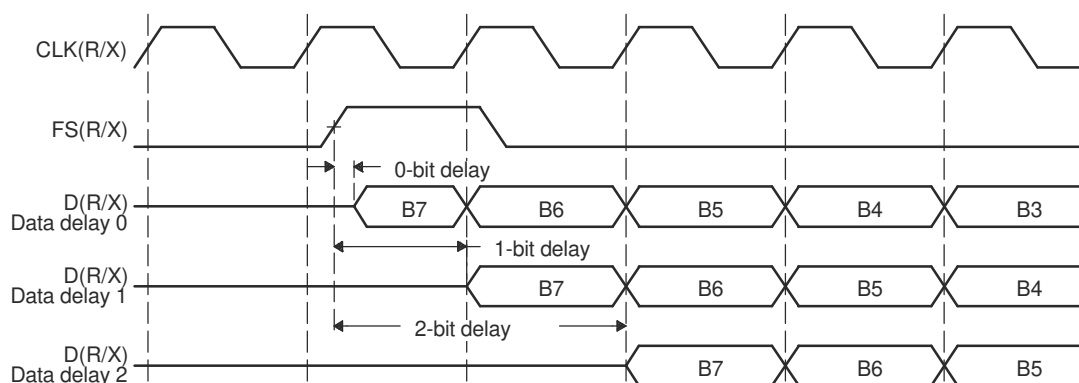 CLK(R/X)
FS(R/X)
0-bit delay
D(R/X)
Data delay 0
B7 B6 B5 B4 B3
1-bit delay
D(R/X)
Data delay 1
B7 B6 B5 B4
2-bit delay
D(R/X)
Data delay 2
B7 B6 B5